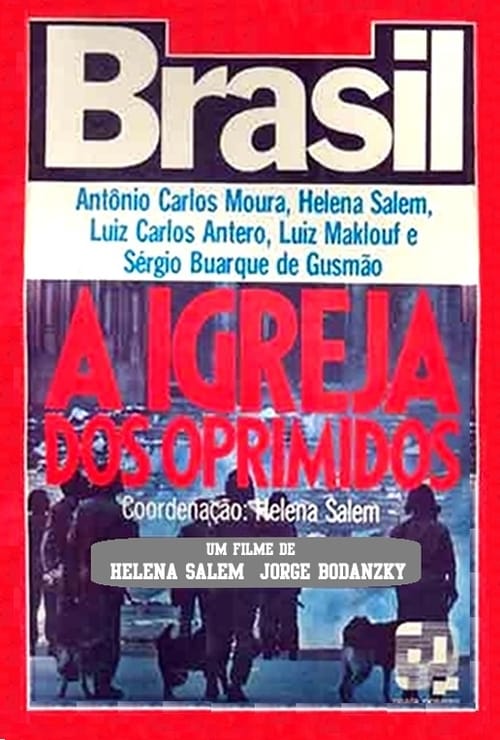 Brasil
Antônio Carlos Moura, Helena Salem,
Luiz Carlos Antero, Luiz Maklouf e
Sérgio Buarque de Gusmão
A IGREJA
DOS OPRIMIDOS
Coordenação: Helena Salem
UM FILME DE
HELENA SALEM JORGE BODANZKY